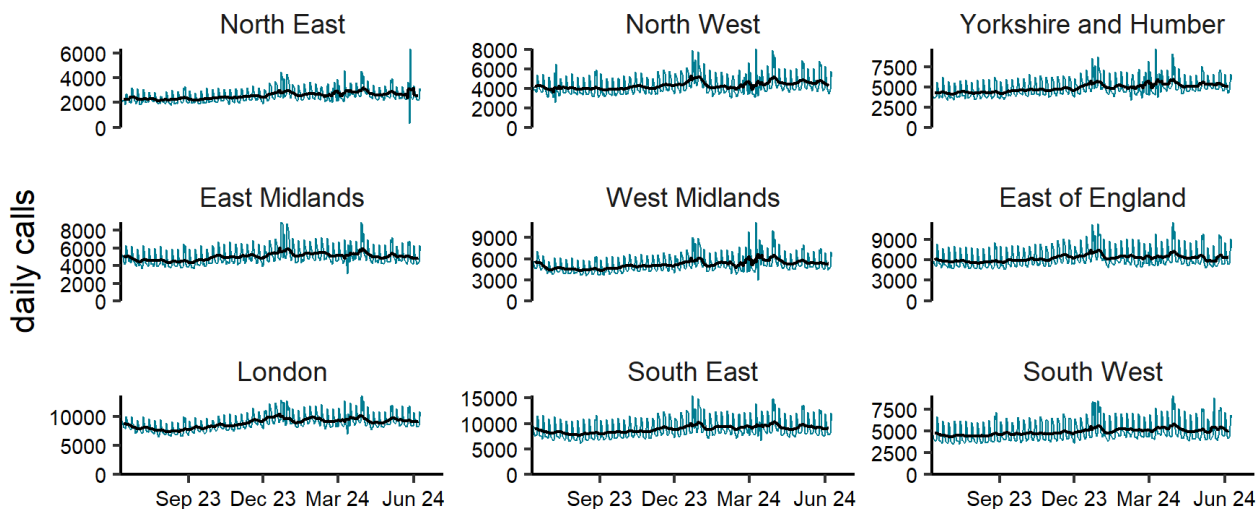 North East North West Yorkshire and Humber
6000 8000 7500
4000 6000 5000
2000 4000 2500
0 2000 0
0
daily calls
East Midlands West Midlands East of England
8000 9000 9000
6000 6000 6000
4000 3000 3000
2000 0 0
0
London South East South West
10000 15000 7500
5000 10000 5000
0 5000 2500
0 0
Sep 23 Dec 23 Mar 24 Jun 24 Sep 23 Dec 23 Mar 24 Jun 24 Sep 23 Dec 23 Mar 24 Jun 24